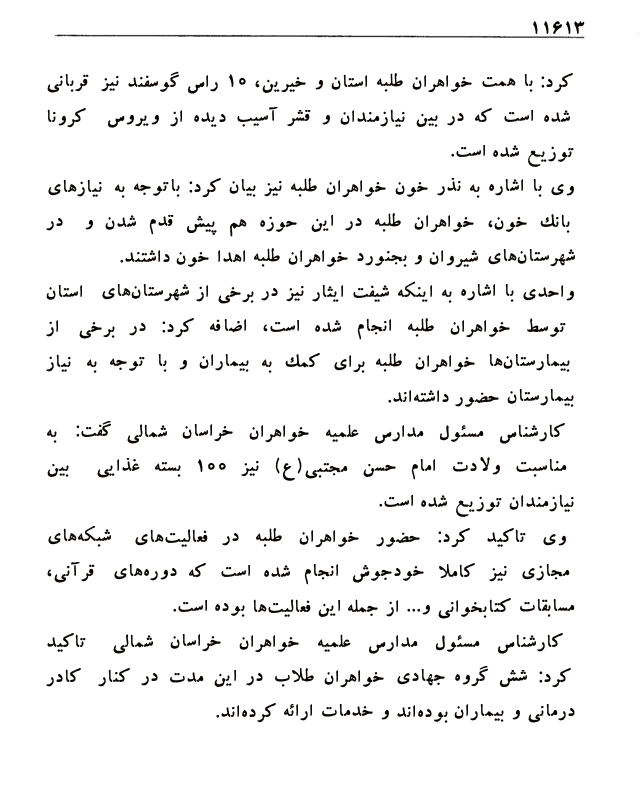 ۱۱۶۱۳
کرد: با همت خواهران طلبه استان و خیرین، ۱۰ راس گوسفند نیز قربانی
شده است که در بین نیازمندان و قشر آسیب دیده از ویروس کرونا
توزیع شده است.
وی با اشاره به نذر خون خواهران طلبه نیز بیان کرد: باتوجه به نیازهای
بانك خون، خواهران طلبه در این حوزه هم پیش قدم شدن و در
شهرستان‌های شیروان و بجنورد خواهران طلبه اهدا خون داشتند.
واحدی با اشاره به اینکه شیفت ایثار نیز در برخی از شهرستان‌های استان
توسط خواهران طلبه انجام شده است، اضافه کرد: در برخی از
بیمارستان‌ها خواهران طلبه برای کمك به بیماران و با توجه به نیاز
بیمارستان حضور داشته‌اند.
کارشناس مسئول مدارس علمیه خواهران خراسان شمالی گفت: به
مناسبت ولادت امام حسن مجتبی(ع) نیز ۱۰۰ بسته غذایی بین
نیازمندان توزیع شده است.
وی تاکید کرد: حضور خواهران طلبه در فعالیت‌های شبکه‌های
مجازی نیز کاملا خودجوش انجام شده است که دوره‌های قرآنی،
مسابقات کتابخوانی و... از جمله این فعالیت‌ها بوده است.
کارشناس مسئول مدارس علمیه خواهران خراسان شمالی تاکید
کرد: شش گروه جهادی خواهران طلاب در این مدت در کنار کادر
درمانی و بیماران بوده‌اند و خدمات ارائه کرده‌اند.